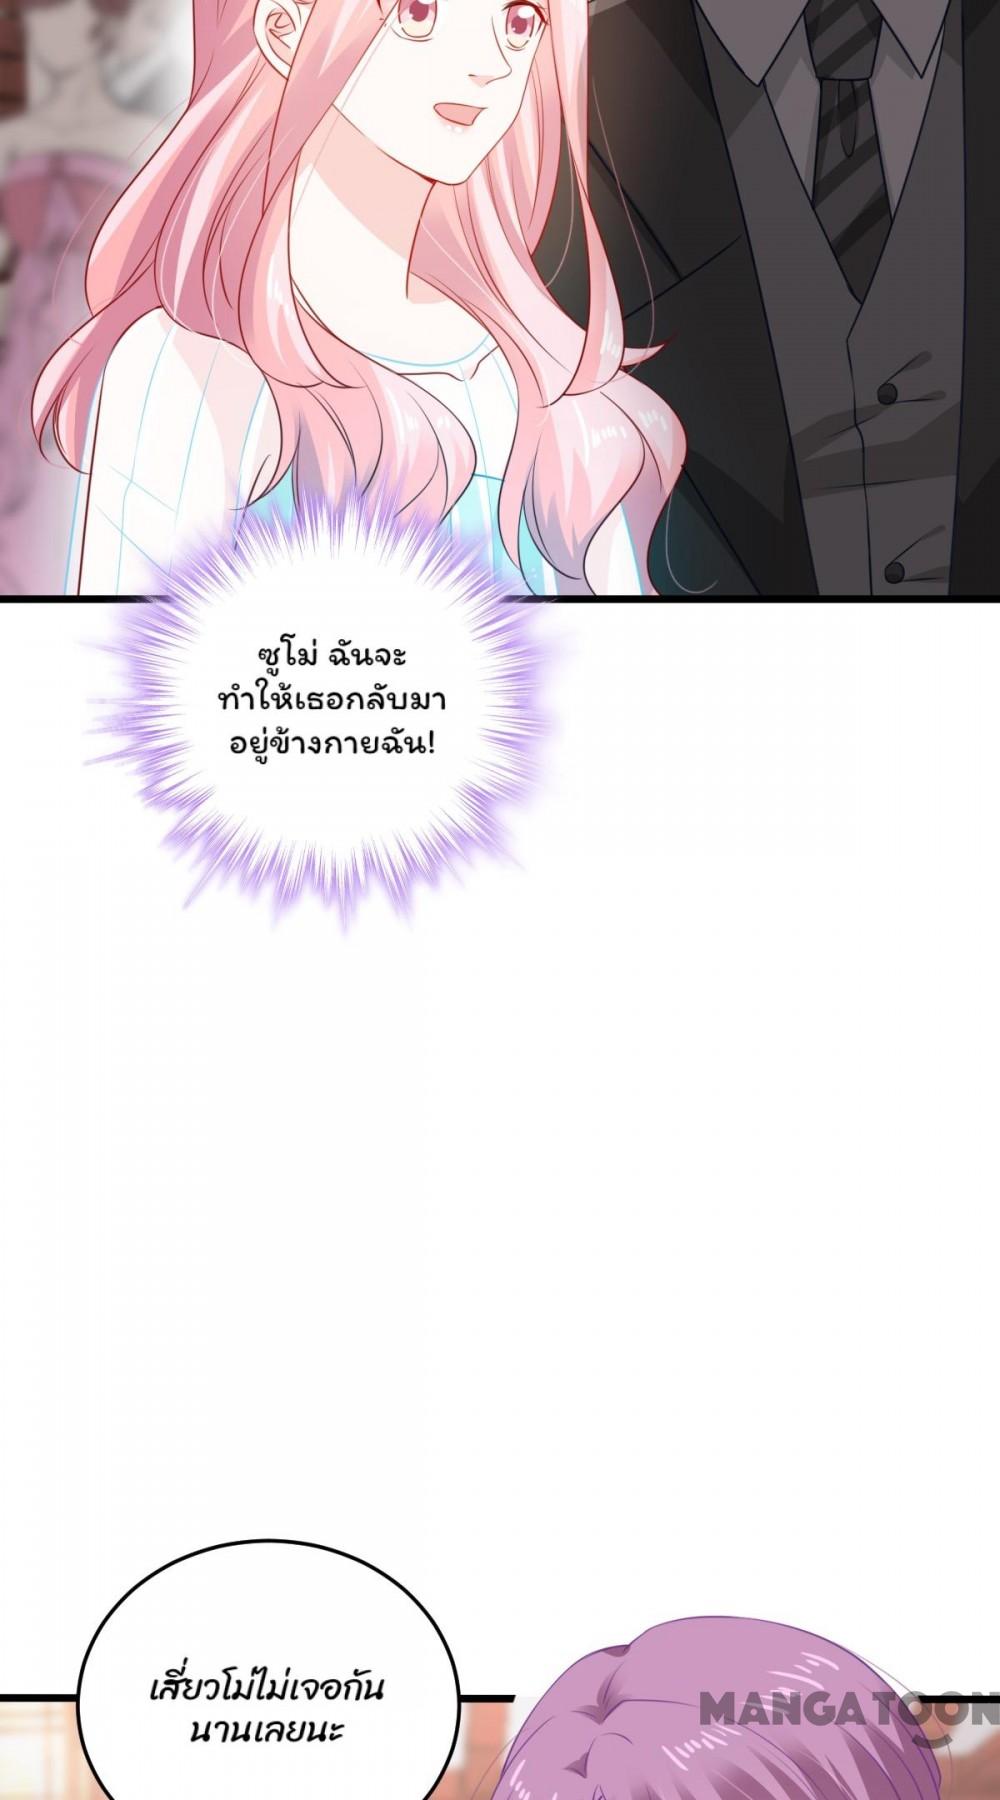 ซูโม่ ฉันจะ
ทำให้เธอกลับมา
อยู่ข้างกายฉัน!
เสี่ยวโม่ไม่เจอกัน
นานเลยนะ
MANGATOON